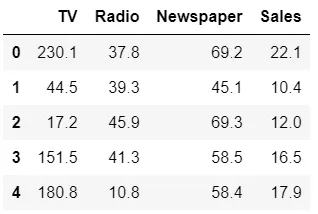 TV Radio Newspaper Sales
0 230.1 37.8 69.2 22.1
1 44.5 39.3 45.1 10.4
2 17.2 45.9 69.3 12.0
3 151.5 41.3 58.5 16.5
4 180.8 10.8 58.4 17.9